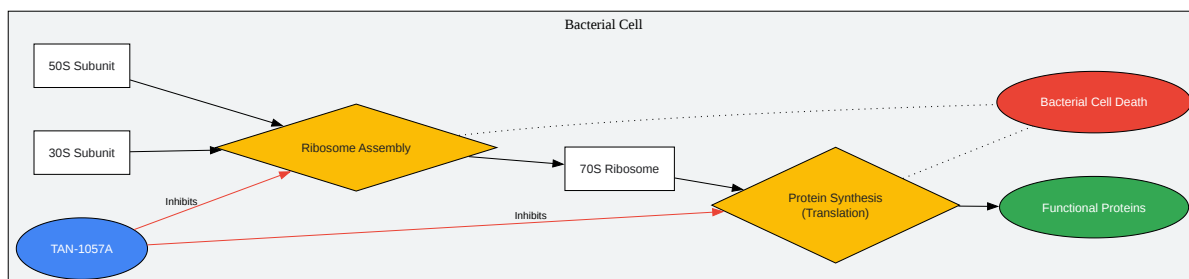 Bacterial Cell
50S Subunit
30S Subunit
TAN-1057A
Inhibits
Ribosome Assembly
Inhibits
70S Ribosome
Protein Synthesis
(Translation)
Bacterial Cell Death
Functional Proteins